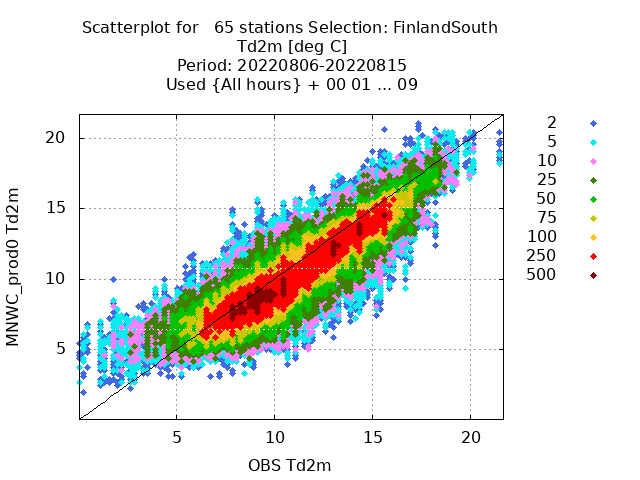 Scatterplot for   65 stations Selection: FinlandSouth
Td2m [deg C]
Period: 20220806-20220815
Used {All hours} + 00 01 ... 09
2
5
10
25
50
75
100
250
500
20
15
10
5
MNWC_prod0 Td2m
5 10 15 20
OBS Td2m